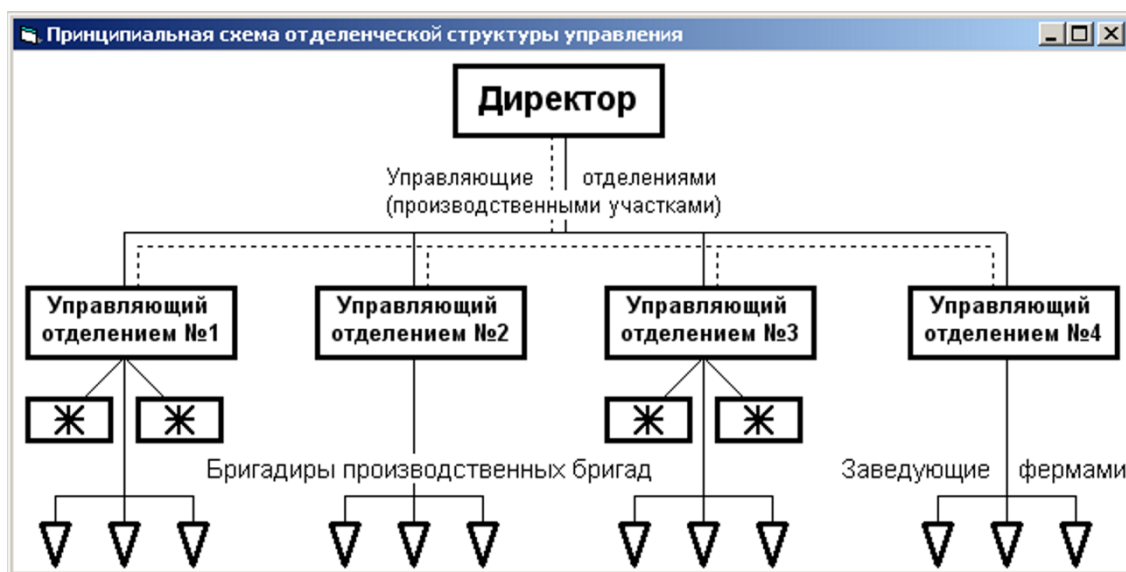 Принципиальная схема отделенческой структуры управления
Директор
Управляющие отделениями
(производственными участками)
Управляющий
отделением №1
Управляющий
отделением №2
Управляющий
отделением №3
Управляющий
отделением №4
Бригадиры производственных бригад
Заведующие фермами